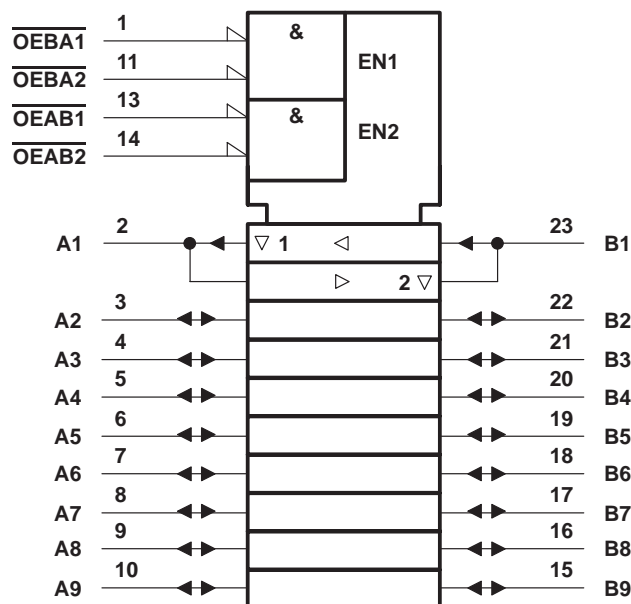 OEBA1 1 &
OEBA2 11 EN1
OEAB1 13 &
OEAB2 14 EN2
A1 2 1 23 B1
2
A2 3 22 B2
A3 4 21 B3
A4 5 20 B4
A5 6 19 B5
A6 7 18 B6
A7 8 17 B7
A8 9 16 B8
A9 10 15 B9